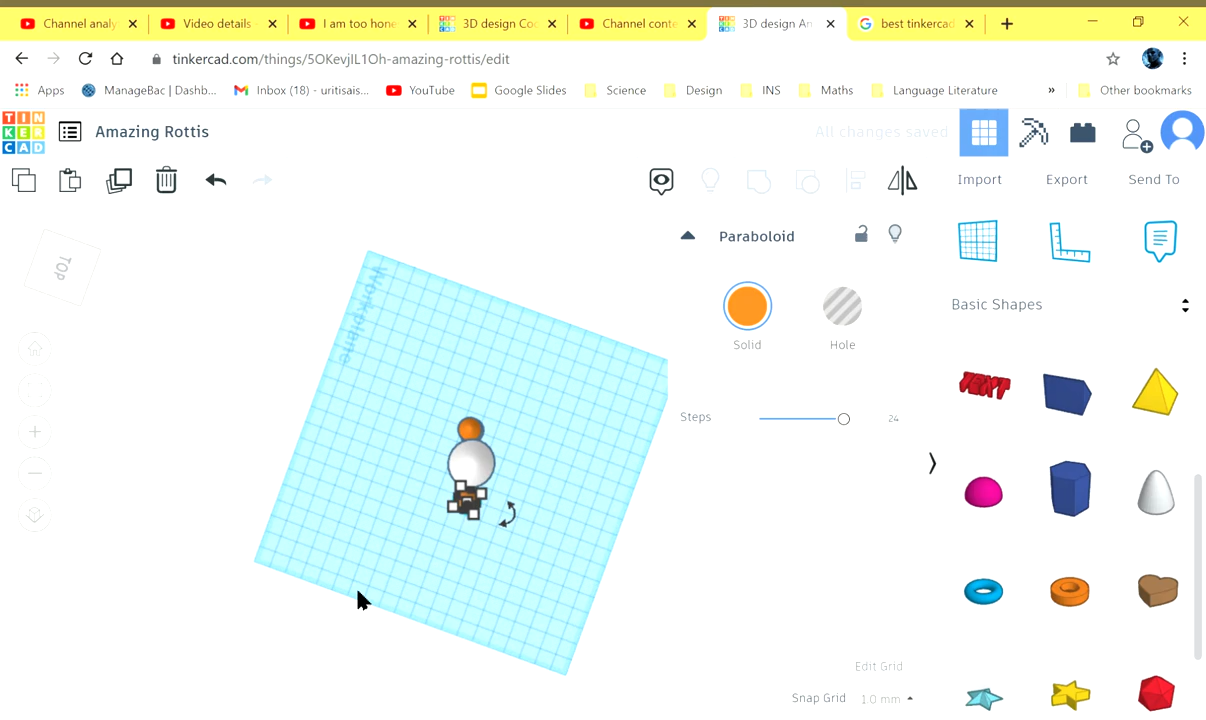 Channel analy
Video details
I am too hone
3D design Co
Channel conte
3D design An
best tinkercad
tinkercad.com/things/5OKevjIL1Oh-amazing-rottis/edit
Apps
ManageBac | Dashb...
Inbox (18) - uritisais...
YouTube
Google Slides
Science
Design
INS
Maths
Language Literature
»
Other bookmarks
TIN
KER
CAD
Amazing Rottis
All changes saved
Import
Export
Send To
TOP
Workplane
Paraboloid
Solid
Hole
Steps
24
Basic Shapes
TEXT
Edit Grid
Snap Grid 1.0 mm